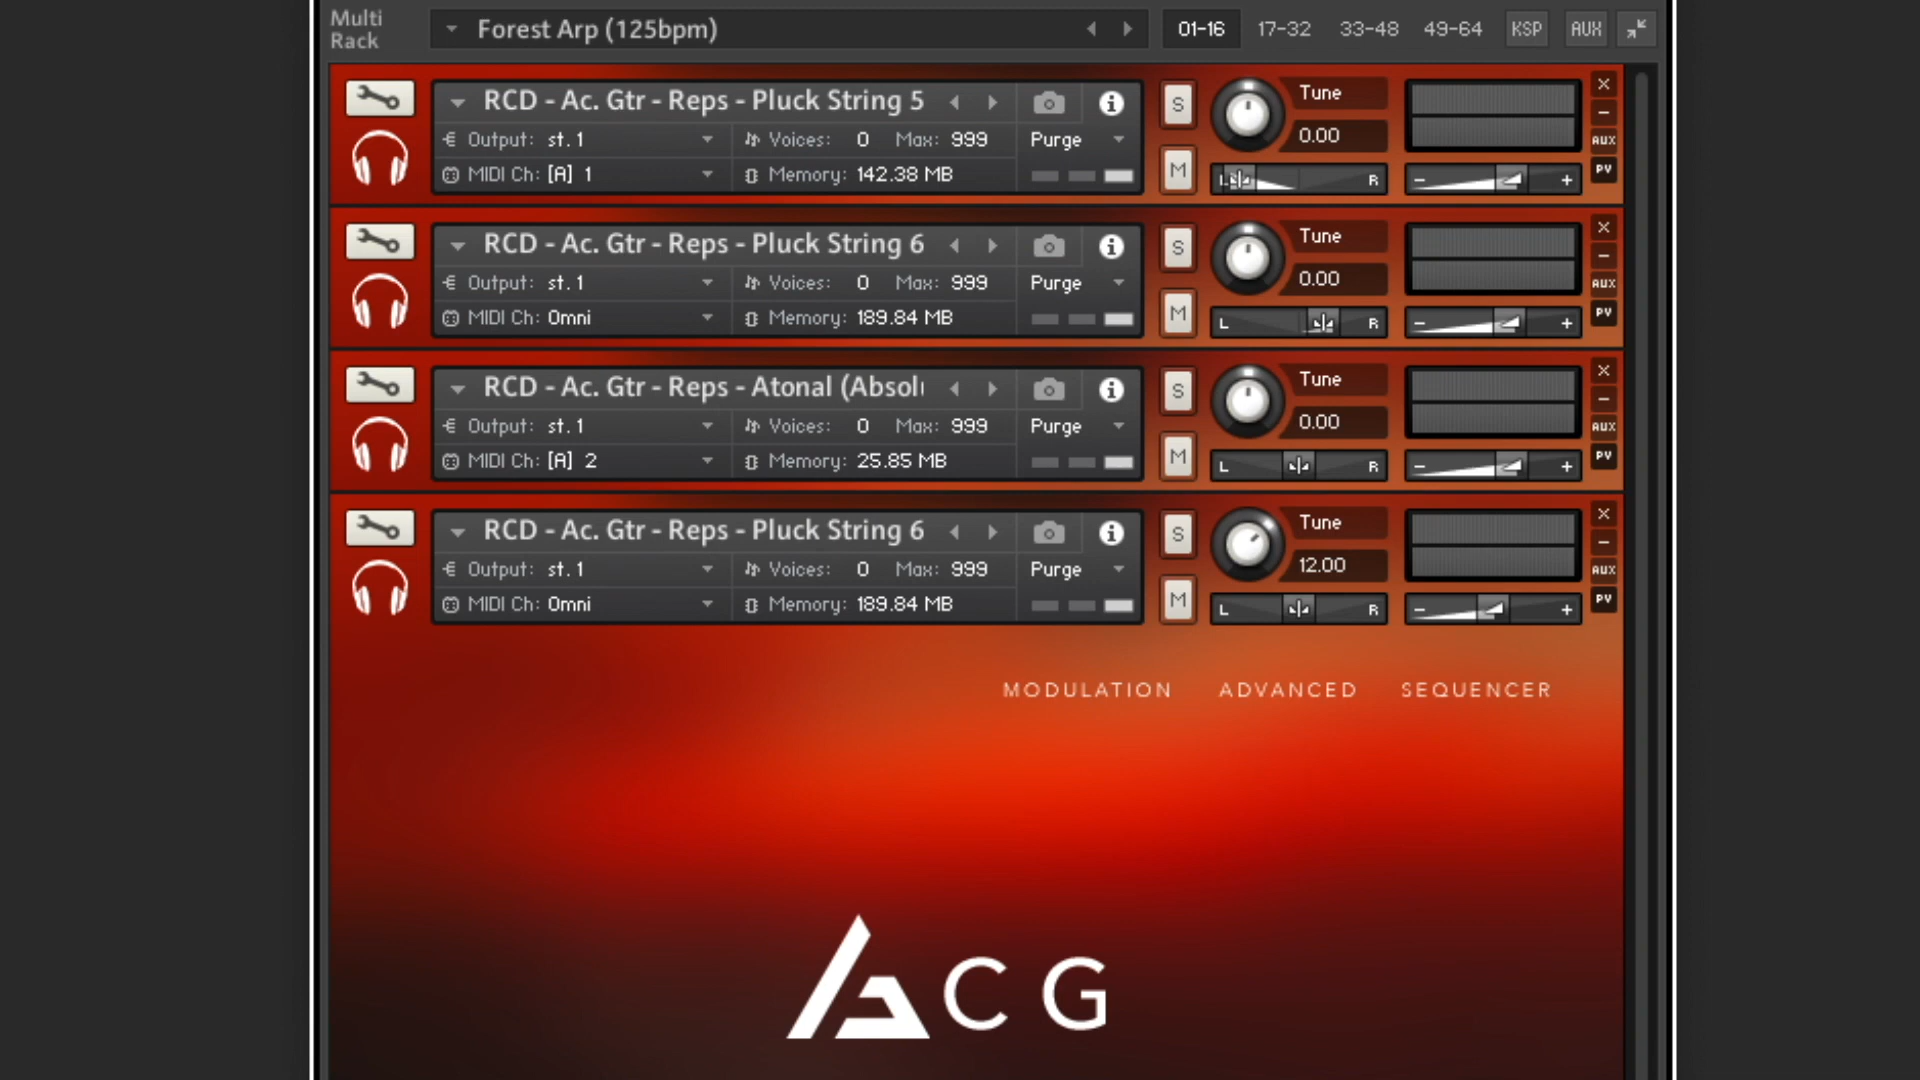 Multi Rack
Forest Arp (125bpm)
01-16 17-32 33-48 49-64 KSP AUX
RCD - Ac. Gtr - Reps - Pluck String 5
S Tune x
Output: st. 1 Voices: 0 Max: 999 Purge 0.00 - AUX
MIDI Ch: [A] 1 Memory: 142.38 MB M L R - + PV
RCD - Ac. Gtr - Reps - Pluck String 6
S Tune x
Output: st. 1 Voices: 0 Max: 999 Purge 0.00 - AUX
MIDI Ch: Omni Memory: 189.84 MB M L R - + PV
RCD - Ac. Gtr - Reps - Atonal (Absol
S Tune x
Output: st. 1 Voices: 0 Max: 999 Purge 0.00 - AUX
MIDI Ch: [A] 2 Memory: 25.85 MB M L R - + PV
RCD - Ac. Gtr - Reps - Pluck String 6
S Tune x
Output: st. 1 Voices: 0 Max: 999 Purge 12.00 - AUX
MIDI Ch: Omni Memory: 189.84 MB M L R - + PV
MODULATION ADVANCED SEQUENCER
ACG